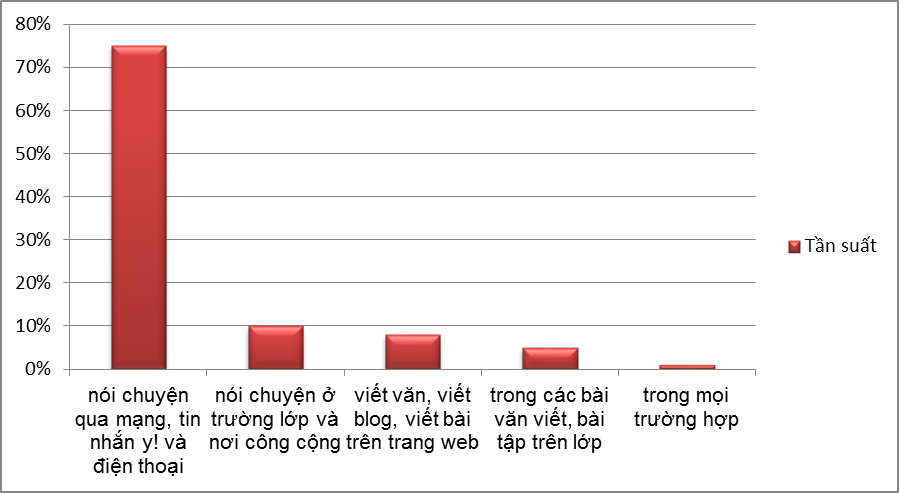 80%
70%
60%
50%
40%
30%
20%
10%
0%
nói chuyện
qua mạng, tin
nhắn y! và
điện thoại
nói chuyện ở
trường lớp và
nơi công cộng
viết văn, viết
blog, viết bài
trên trang web
trong các bài
văn viết, bài
tập trên lớp
trong mọi
trường hợp
Tần suất